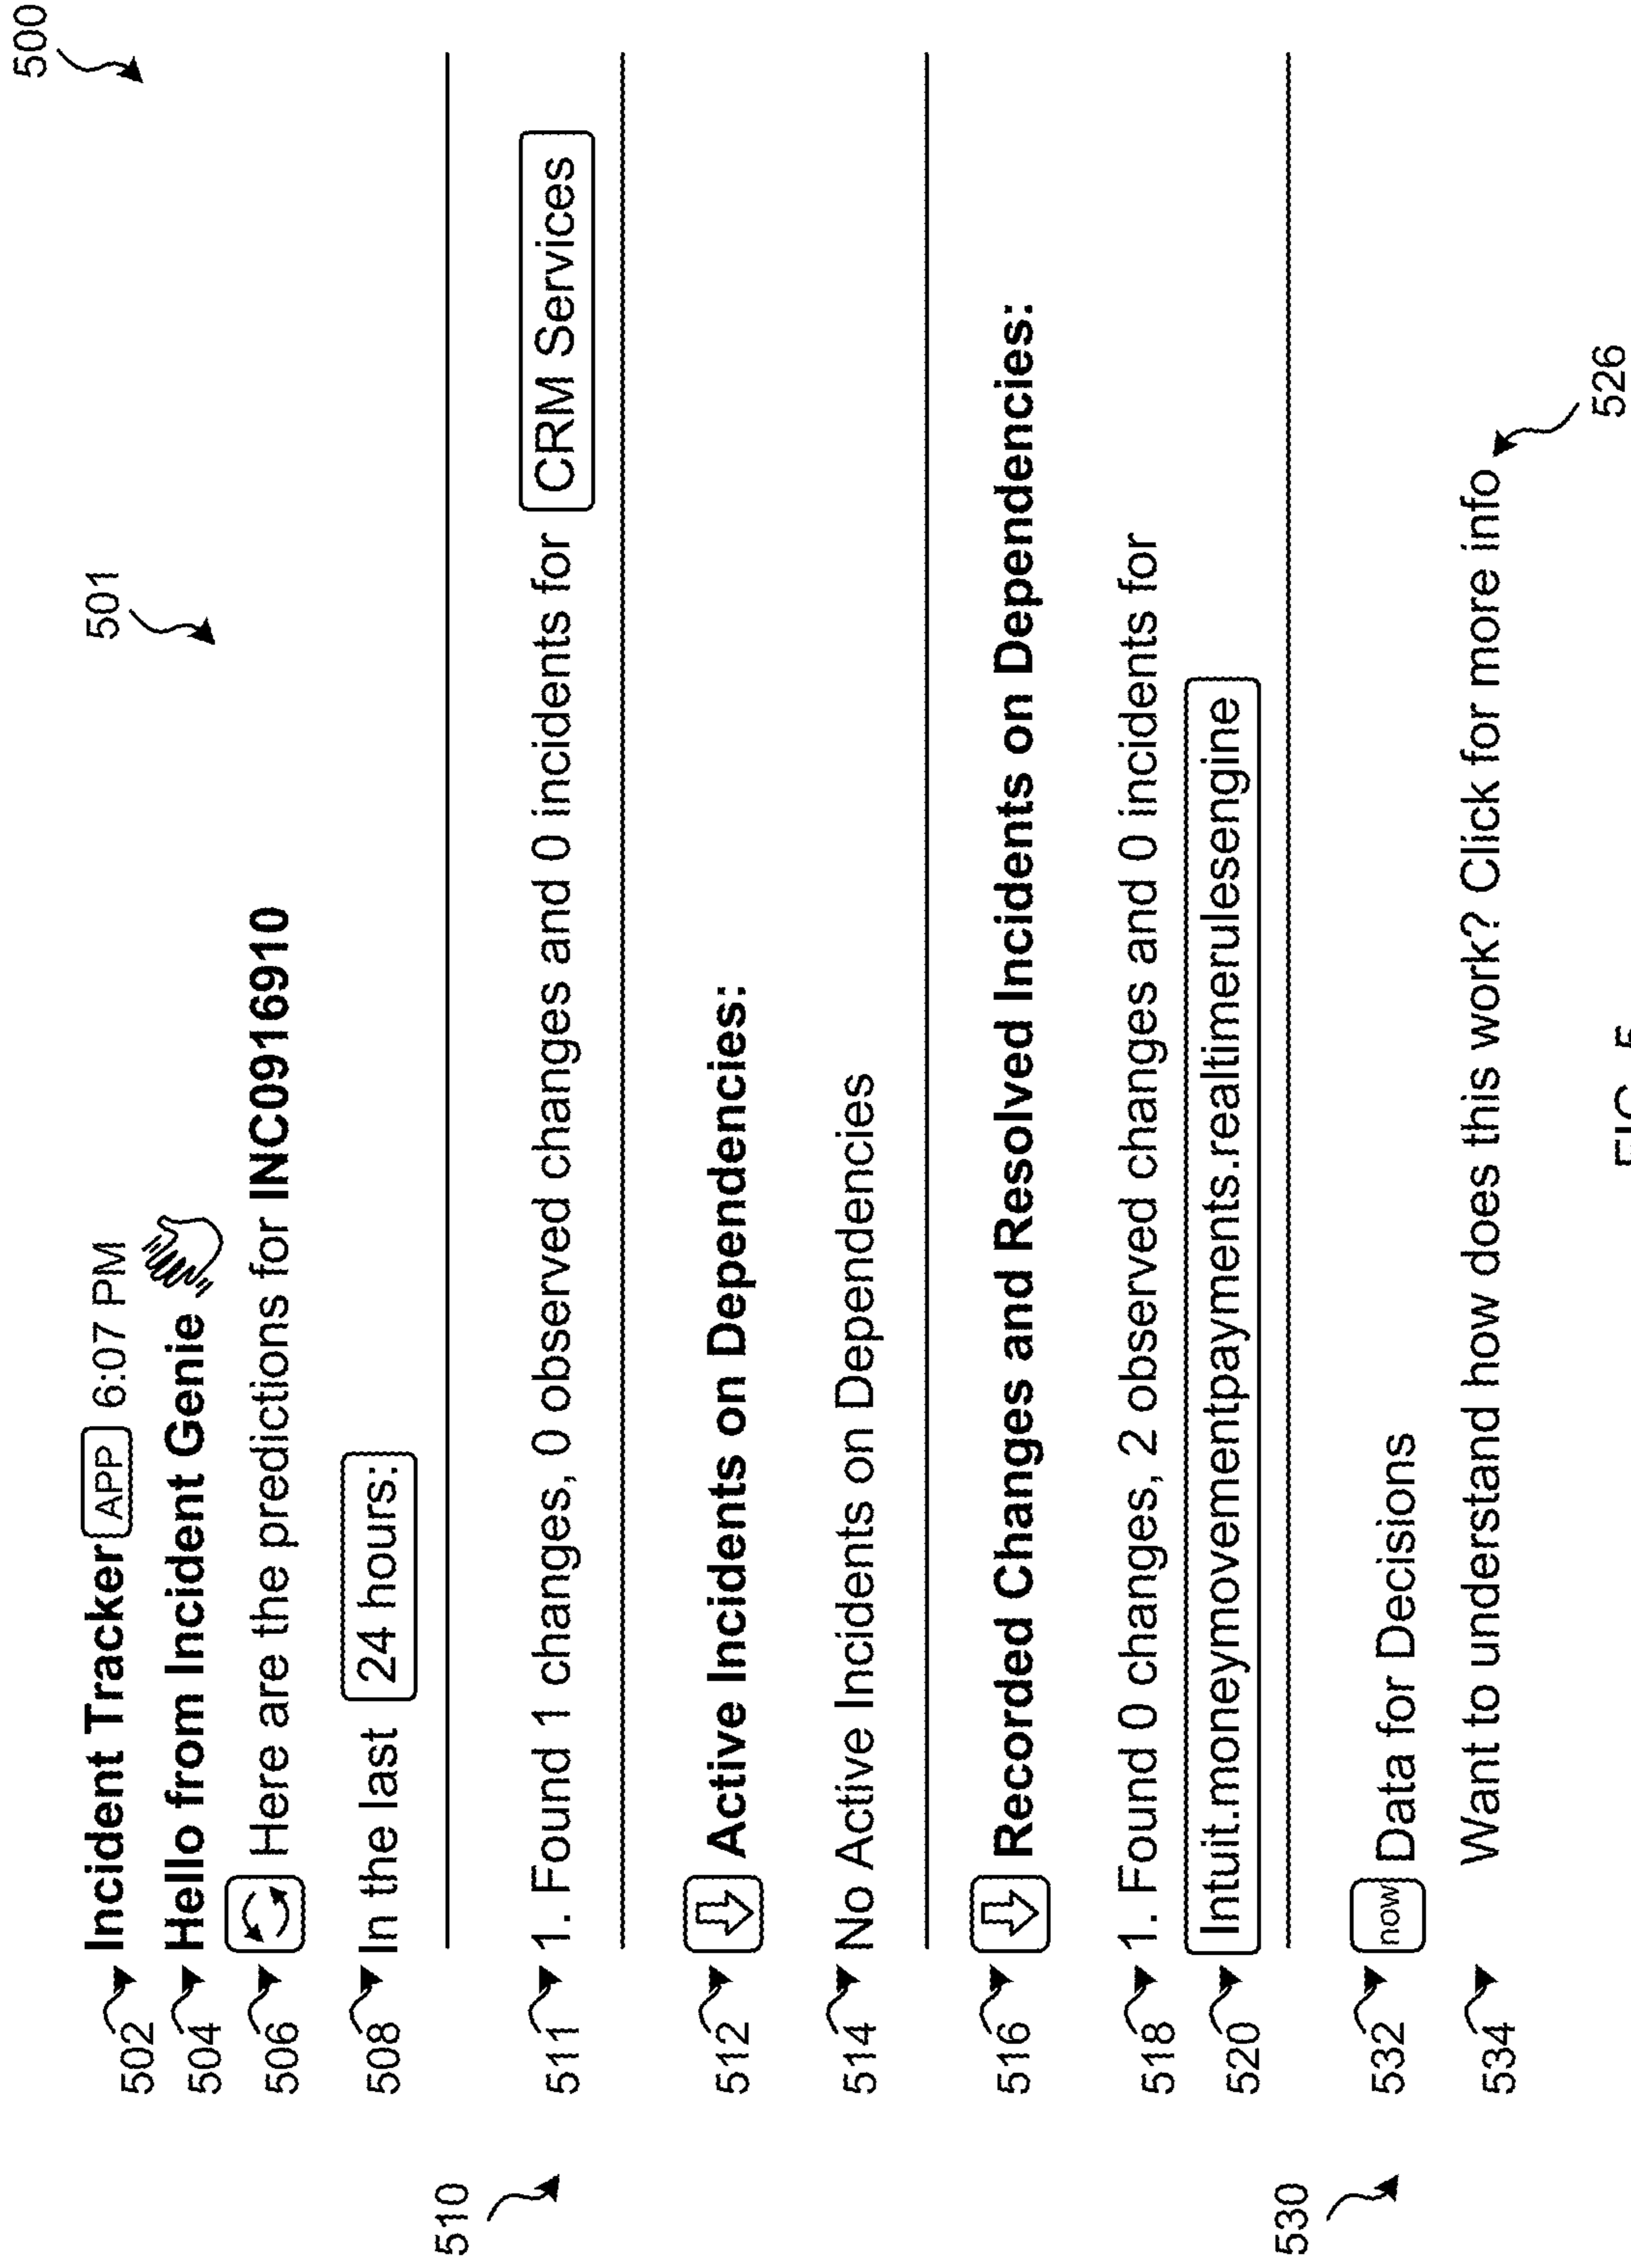 500
501
502 Incident Tracker APP 6:07 PM
504 Hello from Incident Genie
506 Here are the predictions for INC0916910
508 In the last 24 hours:
510
511 1. Found 1 changes, 0 observed changes and 0 incidents for CRM Services
512 Active Incidents on Dependencies:
514 No Active Incidents on Dependencies
516 Recorded Changes and Resolved Incidents on Dependencies:
518 1. Found 0 changes, 2 observed changes and 0 incidents for
520 Intuit.moneymovementpayments.realtimerulesengine
530
532 now Data for Decisions
534 Want to understand how does this work? Click for more info
526